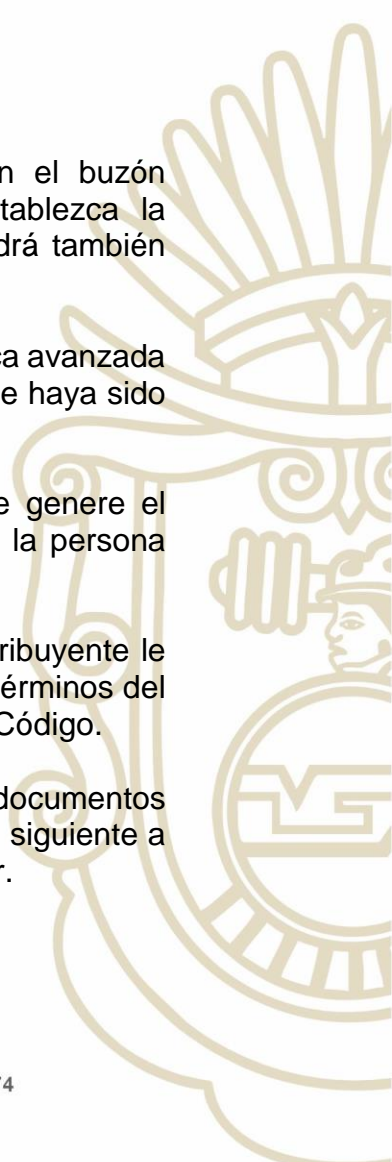 n el buzón
tablezca la
drá también
ca avanzada
e haya sido
e genere el
la persona
ribuyente le
érminos del
Código.
documentos
siguiente a
r.
74